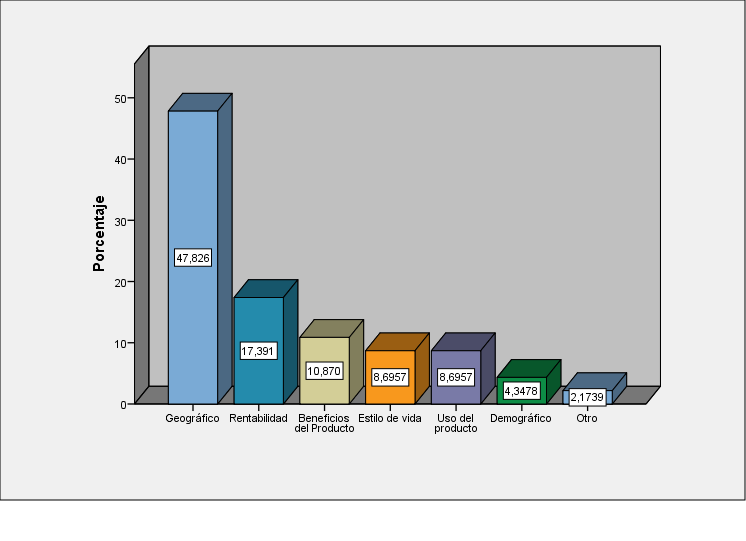 Porcentaje
50
40
30
20
10
0
47,826
17,391
10,870
8,6957
8,6957
4,3478
2,1739
Geográfico
Rentabilidad
Beneficios
del Producto
Estilo de vida
Uso del
producto
Demográfico
Otro